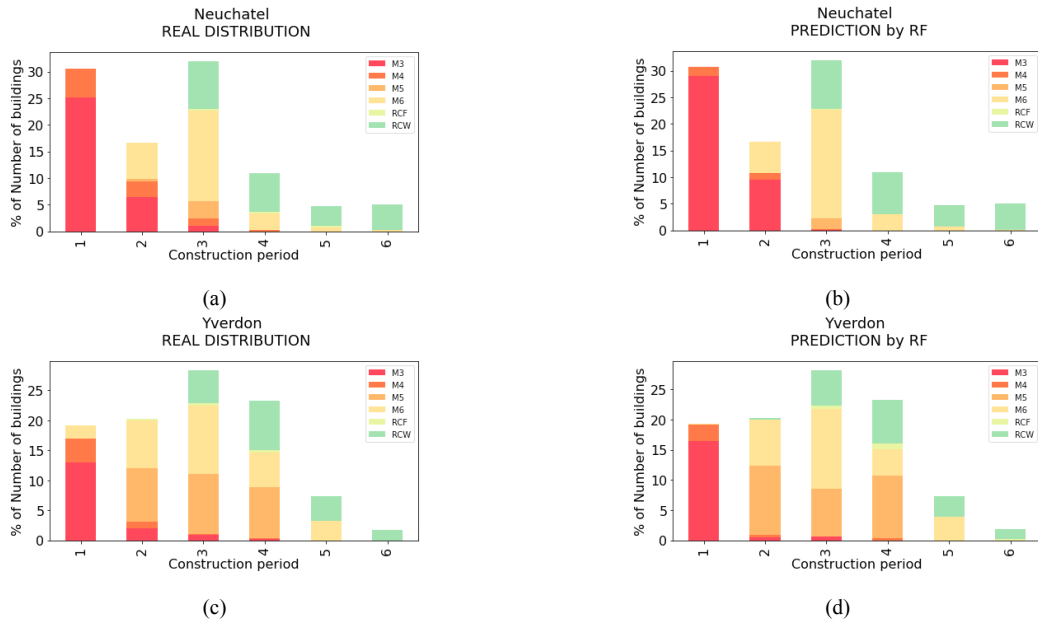 Neuchatel
REAL DISTRIBUTION
% of Number of buildings
30
25
20
15
10
5
0
M3
M4
M5
M6
RCF
RCW
1 2 3 4 5 6
Construction period
(a)
Neuchatel
PREDICTION by RF
% of Number of buildings
30
25
20
15
10
5
0
M3
M4
M5
M6
RCF
RCW
1 2 3 4 5 6
Construction period
(b)
Yverdon
REAL DISTRIBUTION
% of Number of buildings
25
20
15
10
5
0
M3
M4
M5
M6
RCF
RCW
1 2 3 4 5 6
Construction period
(c)
Yverdon
PREDICTION by RF
% of Number of buildings
25
20
15
10
5
0
M3
M4
M5
M6
RCF
RCW
1 2 3 4 5 6
Construction period
(d)